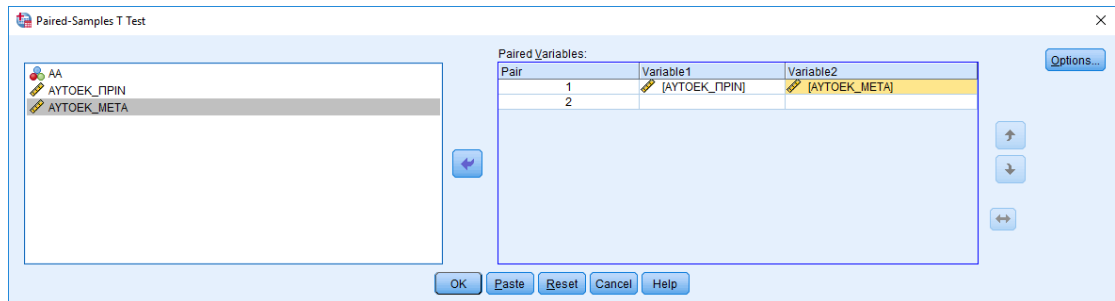 Paired-Samples T Test
Paired Variables:
Options...
AA
ΑΥΤΟΕΚ_ΠΡΙΝ
ΑΥΤΟΕΚ_ΜΕΤΑ
Pair Variable1 Variable2
1 [ΑΥΤΟΕΚ_ΠΡΙΝ] [ΑΥΤΟΕΚ_ΜΕΤΑ]
2
OK Paste Reset Cancel Help